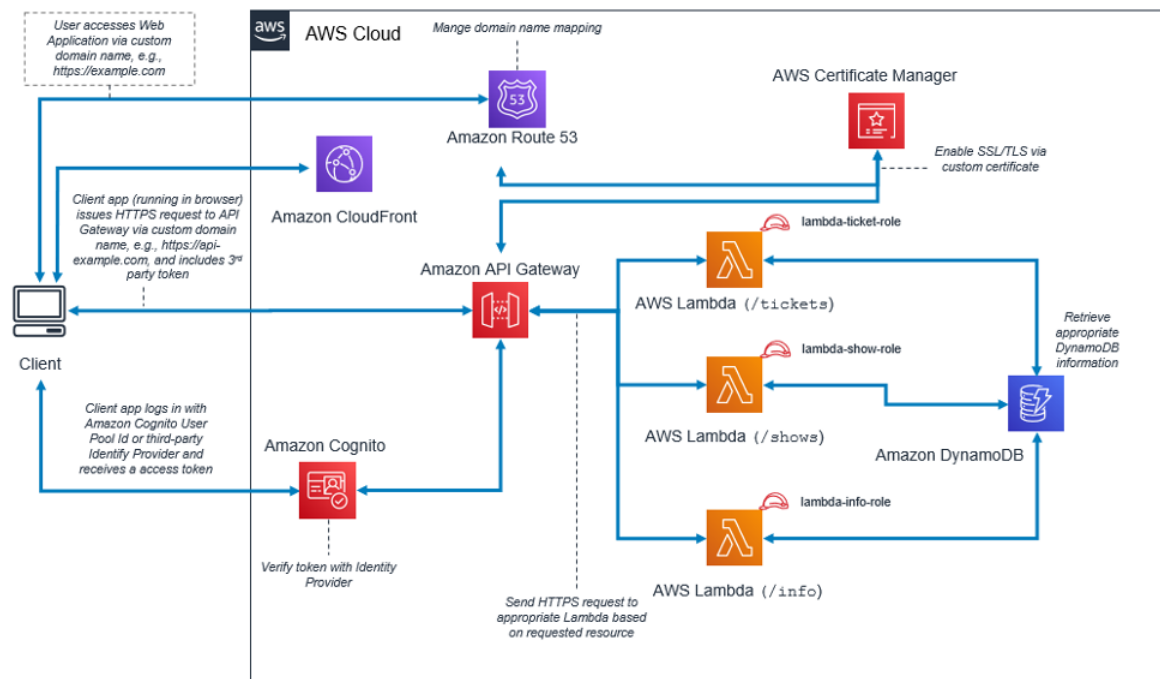 User accesses Web
Application via custom
domain name, e.g.,
https://example.com
aws
AWS Cloud
Mange domain name mapping
53
Amazon Route 53
AWS Certificate Manager
Enable SSL/TLS via
custom certificate
Amazon CloudFront
Client app (running in browser)
issues HTTPS request to API
Gateway via custom domain
name, e.g., https://api-
example.com, and includes 3rd
party token
Client
Amazon API Gateway
</>
lambda-ticket-role
AWS Lambda (/tickets)
lambda-show-role
AWS Lambda (/shows)
Retrieve
appropriate
DynamoDB
information
Amazon DynamoDB
Client app logs in with
Amazon Cognito User
Pool Id or third-party
Identify Provider and
receives a access token
Amazon Cognito
Verify token with Identity
Provider
lambda-info-role
AWS Lambda (/info)
Send HTTPS request to
appropriate Lambda based
on requested resource